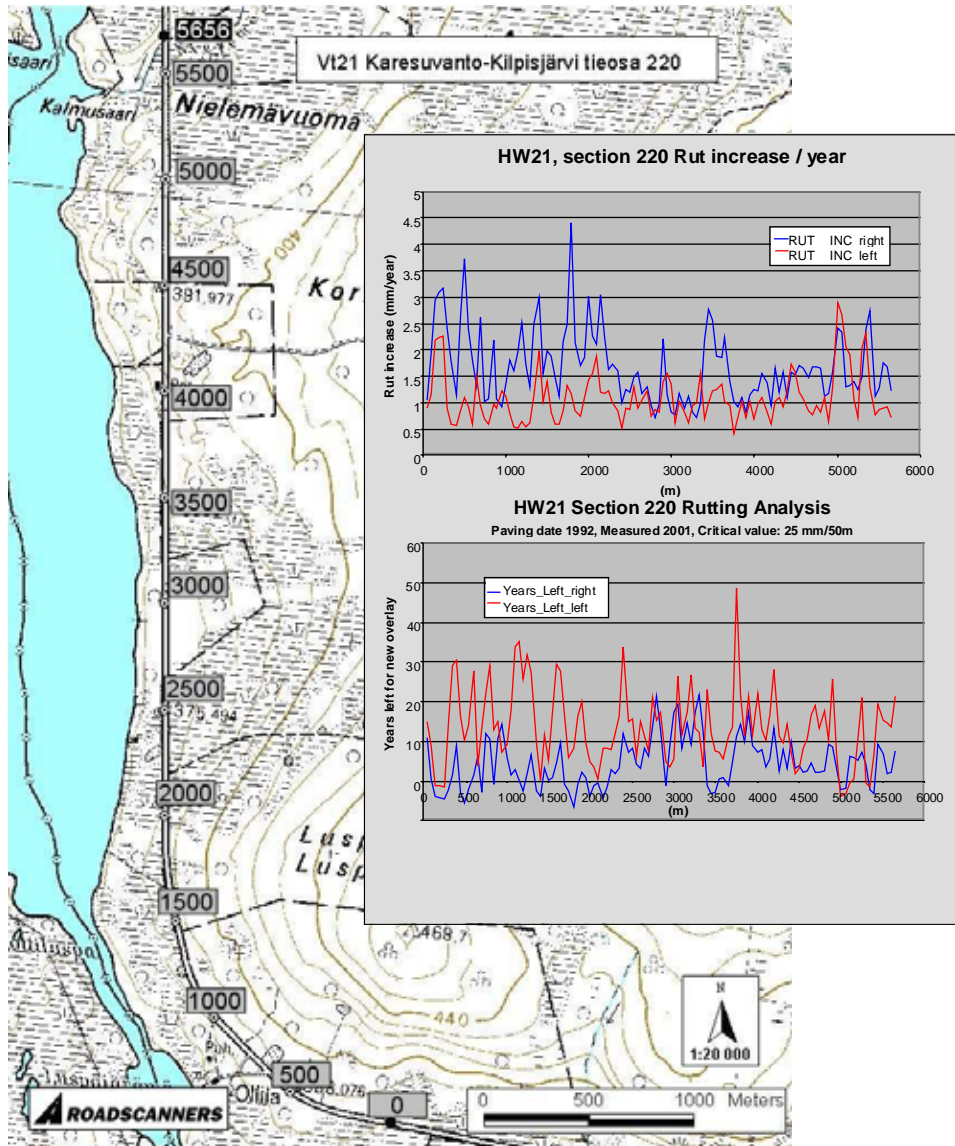 5656
Vt21 Karesuvanto-Kilpisjärvi tieosa 220
5500
saari
Kalmusaari
Nielemävuoma
5000
400
4500
381.977
Kor
4000
3500
3000
2500
375.494
2000
Lusp
Lusp
1500
468.7
1000
440
Puh.
500
Ollila
0
N
1:20 000
ROADSCANNERS
0 500 1000 Meters
HW21, section 220 Rut increase / year
5
4.5
4
3.5
3
2.5
2
1.5
1
0.5
0
Rut increase (mm/year)
RUT INC right
RUT INC left
0 1000 2000 3000 4000 5000 6000
(m)
HW21 Section 220 Rutting Analysis
Paving date 1992, Measured 2001, Critical value: 25 mm/50m
60
50
40
30
20
10
0
Years left for new overlay
Years_Left_right
Years_Left_left
0 500 1000 1500 2000 2500 3000 3500 4000 4500 5000 5500 6000
(m)